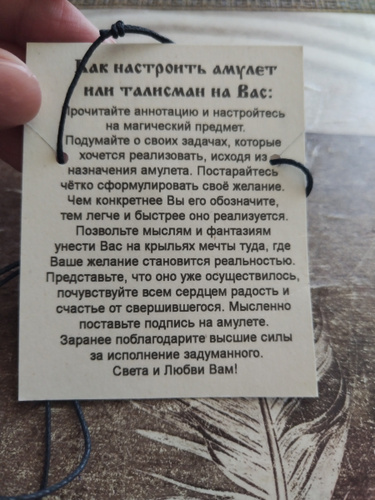 Как настроить амулет
или талисман на Вас:
Прочитайте аннотацию и настройтесь
на магический предмет.
Подумайте о своих задачах, которые
хочется реализовать, исходя из
назначения амулета. Постарайтесь
чётко сформулировать своё желание.
Чем конкретнее Вы его обозначите,
тем легче и быстрее оно реализуется.
Позвольте мыслям и фантазиям
унести Вас на крыльях мечты туда, где
Ваше желание становится реальностью.
Представьте, что оно уже осуществилось,
почувствуйте всем сердцем радость и
счастье от свершившегося. Мысленно
поставьте подпись на амулете.
Заранее поблагодарите высшие силы
за исполнение задуманного.
Света и Любви Вам!